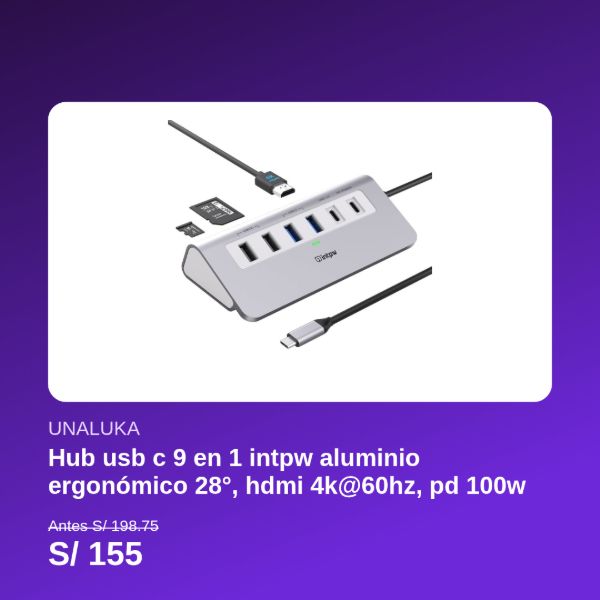 intpw
UNALUKA
Hub usb c 9 en 1 intpw aluminio
ergonómico 28°, hdmi 4k@60hz, pd 100w
Antes S/ 198.75
S/ 155